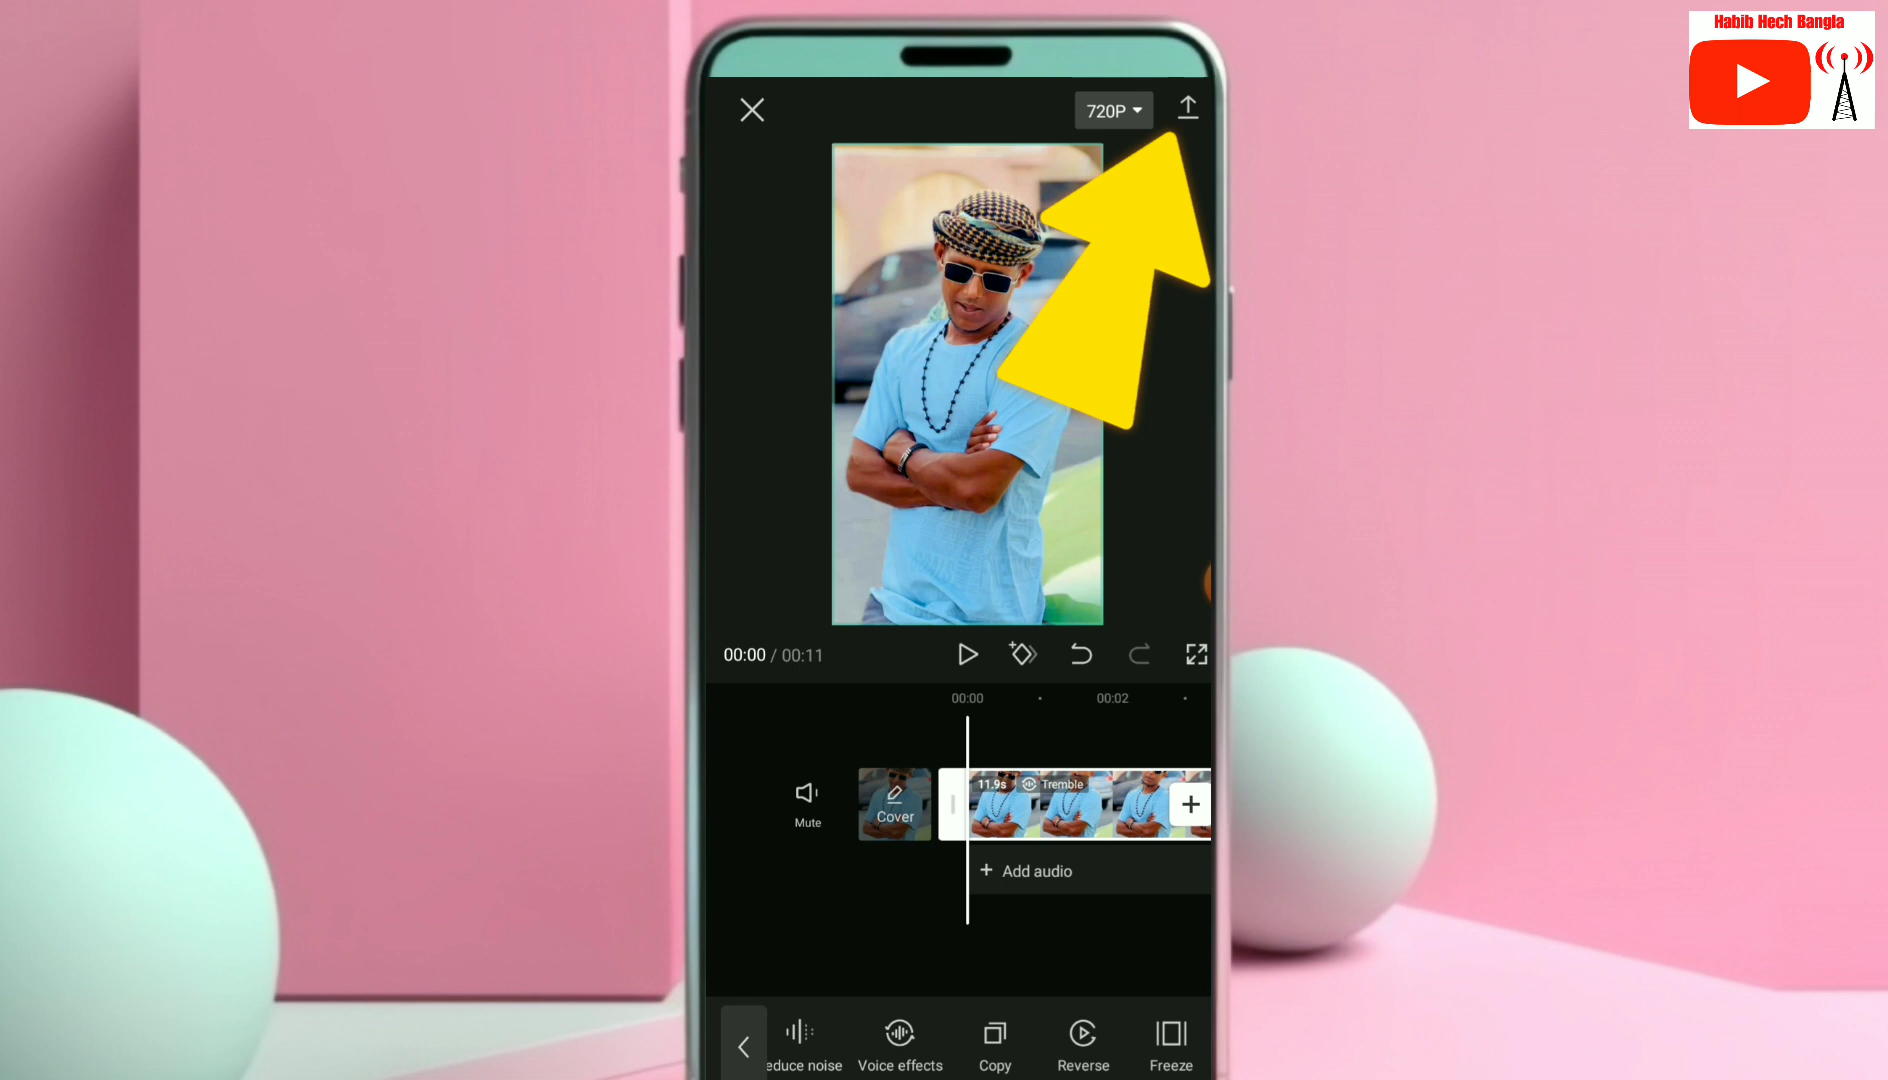 Habib Hech Bangla
720P
00:00 / 00:11
00:00
00:02
11.9s
Tremble
Mute
Cover
+ Add audio
educe noise
Voice effects
Copy
Reverse
Freeze